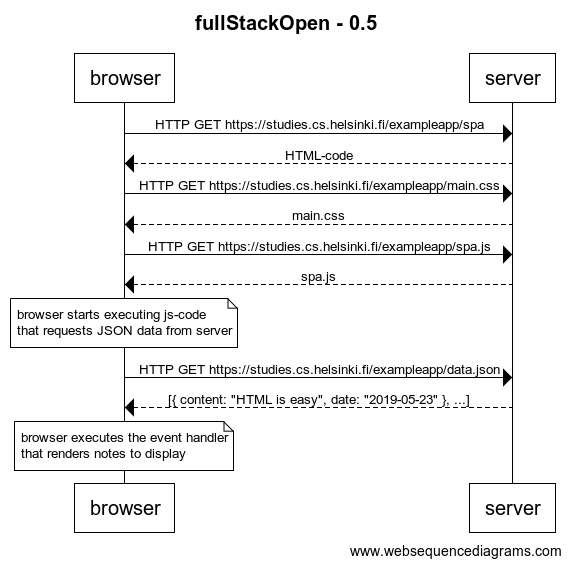 fullStackOpen - 0.5
browser
server
HTTP GET https://studies.cs.helsinki.fi/exampleapp/spa
HTML-code
HTTP GET https://studies.cs.helsinki.fi/exampleapp/main.css
main.css
HTTP GET https://studies.cs.helsinki.fi/exampleapp/spa.js
spa.js
browser starts executing js-code
that requests JSON data from server
HTTP GET https://studies.cs.helsinki.fi/exampleapp/data.json
[{ content: "HTML is easy", date: "2019-05-23" }, ...]
browser executes the event handler
that renders notes to display
browser
server
www.websequencediagrams.com